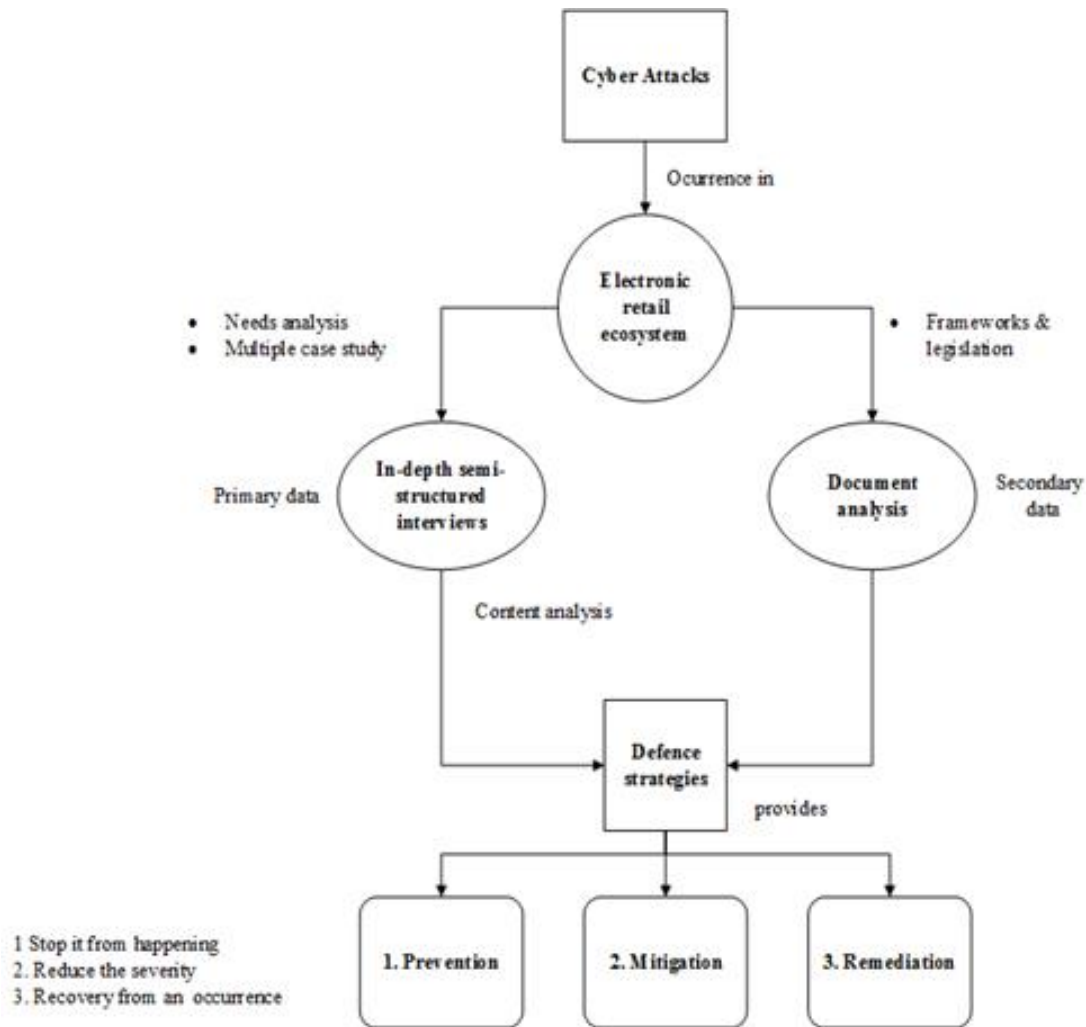 Cyber Attacks
Ocurrence in
Electronic
retail
ecosystem
• Needs analysis
• Multiple case study
• Frameworks &
legislation
Primary data
In-depth semi-
structured
interviews
Document
analysis
Secondary
data
Content analysis
Defence
strategies
provides
1. Prevention
2. Mitigation
3. Remediation
1 Stop it from happening
2. Reduce the severity
3. Recovery from an occurrence